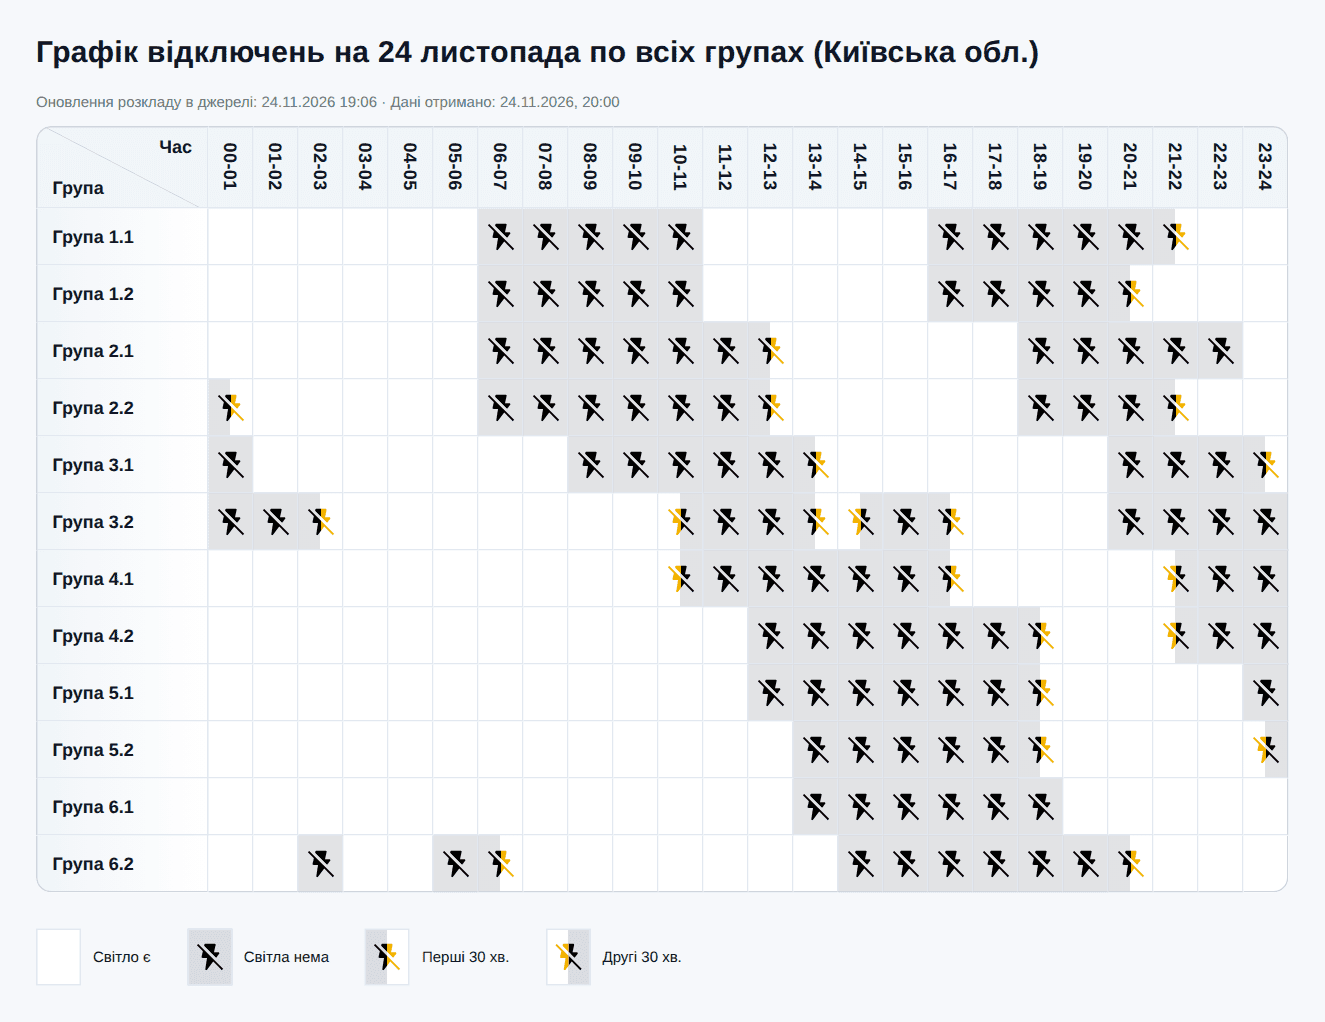 Графік відключень на 24 листопада по всіх групах (Київська обл.)
Оновлення розкладу в джерелі: 24.11.2026 19:06 · Дані отримано: 24.11.2026, 20:00
Час
Група
00-01 01-02 02-03 03-04 04-05 05-06 06-07 07-08 08-09 09-10 10-11 11-12 12-13 13-14 14-15 15-16 16-17 17-18 18-19 19-20 20-21 21-22 22-23 23-24
Група 1.1
Група 1.2
Група 2.1
Група 2.2
Група 3.1
Група 3.2
Група 4.1
Група 4.2
Група 5.1
Група 5.2
Група 6.1
Група 6.2
Світло є Світла нема Перші 30 хв. Другі 30 хв.